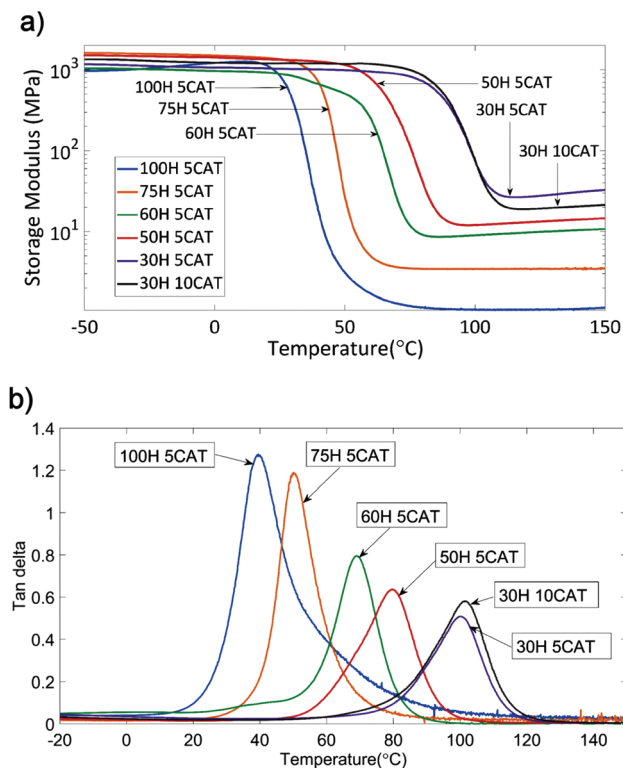 a)
Storage Modulus (MPa)
10³
10²
10¹
100H 5CAT
75H 5CAT
60H 5CAT
50H 5CAT
30H 5CAT
30H 10CAT
100H 5CAT
75H 5CAT
60H 5CAT
50H 5CAT
30H 5CAT
30H 10CAT
-50 0 50 100 150
Temperature(°C)
b)
Tan delta
1.4
1.2
1
0.8
0.6
0.4
0.2
0
100H 5CAT
75H 5CAT
60H 5CAT
50H 5CAT
30H 10CAT
30H 5CAT
-20 0 20 40 60 80 100 120 140
Temperature(°C)